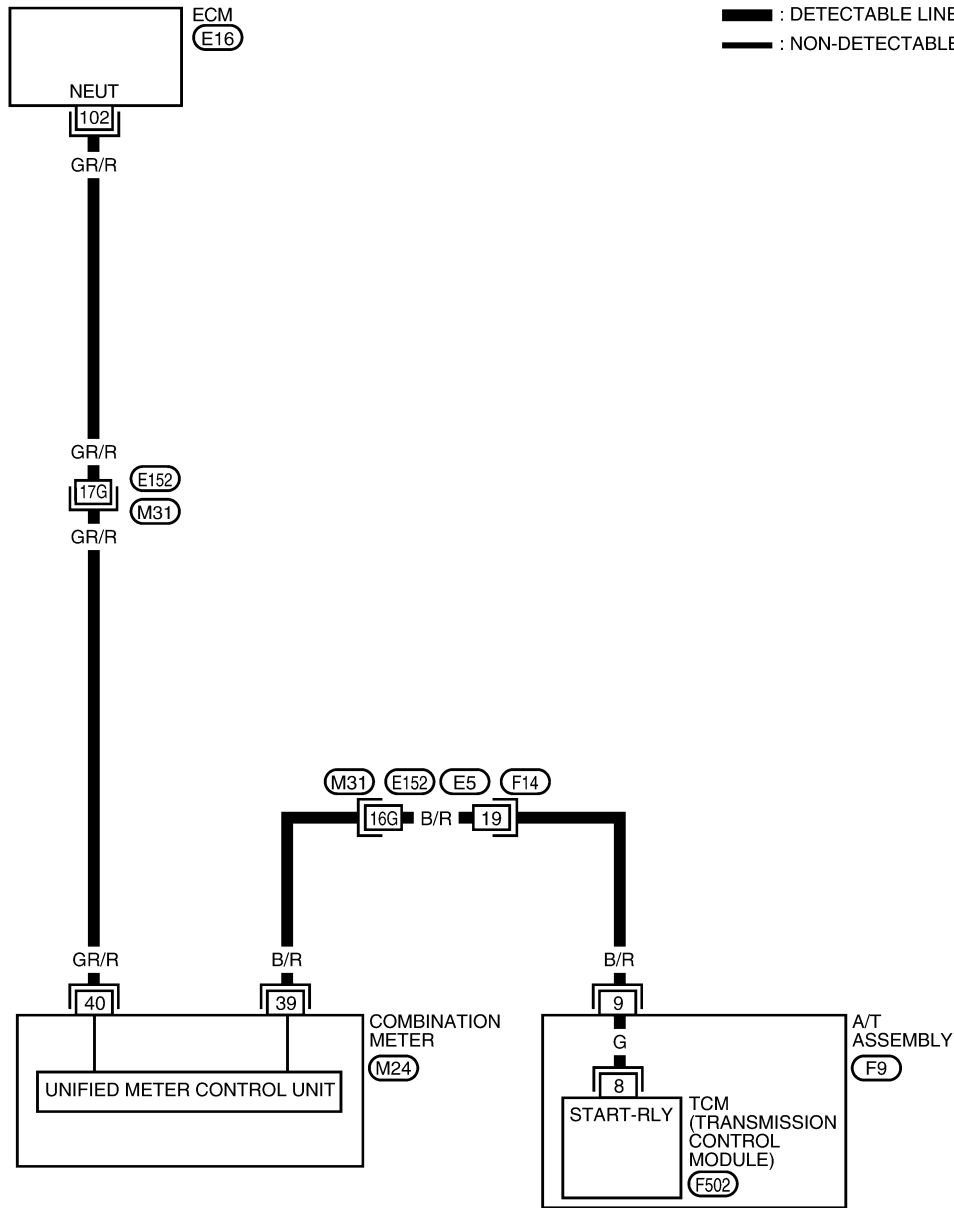 ECM
E16
: DETECTABLE LINE
: NON-DETECTABLE
NEUT
102
GR/R
GR/R
17G
E152
M31
GR/R
M31 E152 E5 F14
16G B/R 19
GR/R B/R B/R
40 39 9
COMBINATION
METER
M24
UNIFIED METER CONTROL UNIT
A/T
ASSEMBLY
F9
G
8
START-RLY
TCM
(TRANSMISSION
CONTROL
MODULE)
F502